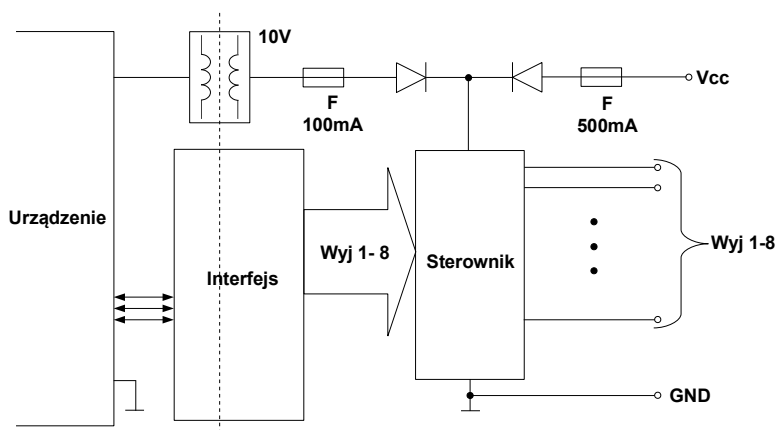 10V
F
100mA
F
500mA
Vcc
Urządzenie
Interfejs
Wyj 1- 8
Sterownik
Wyj 1-8
GND